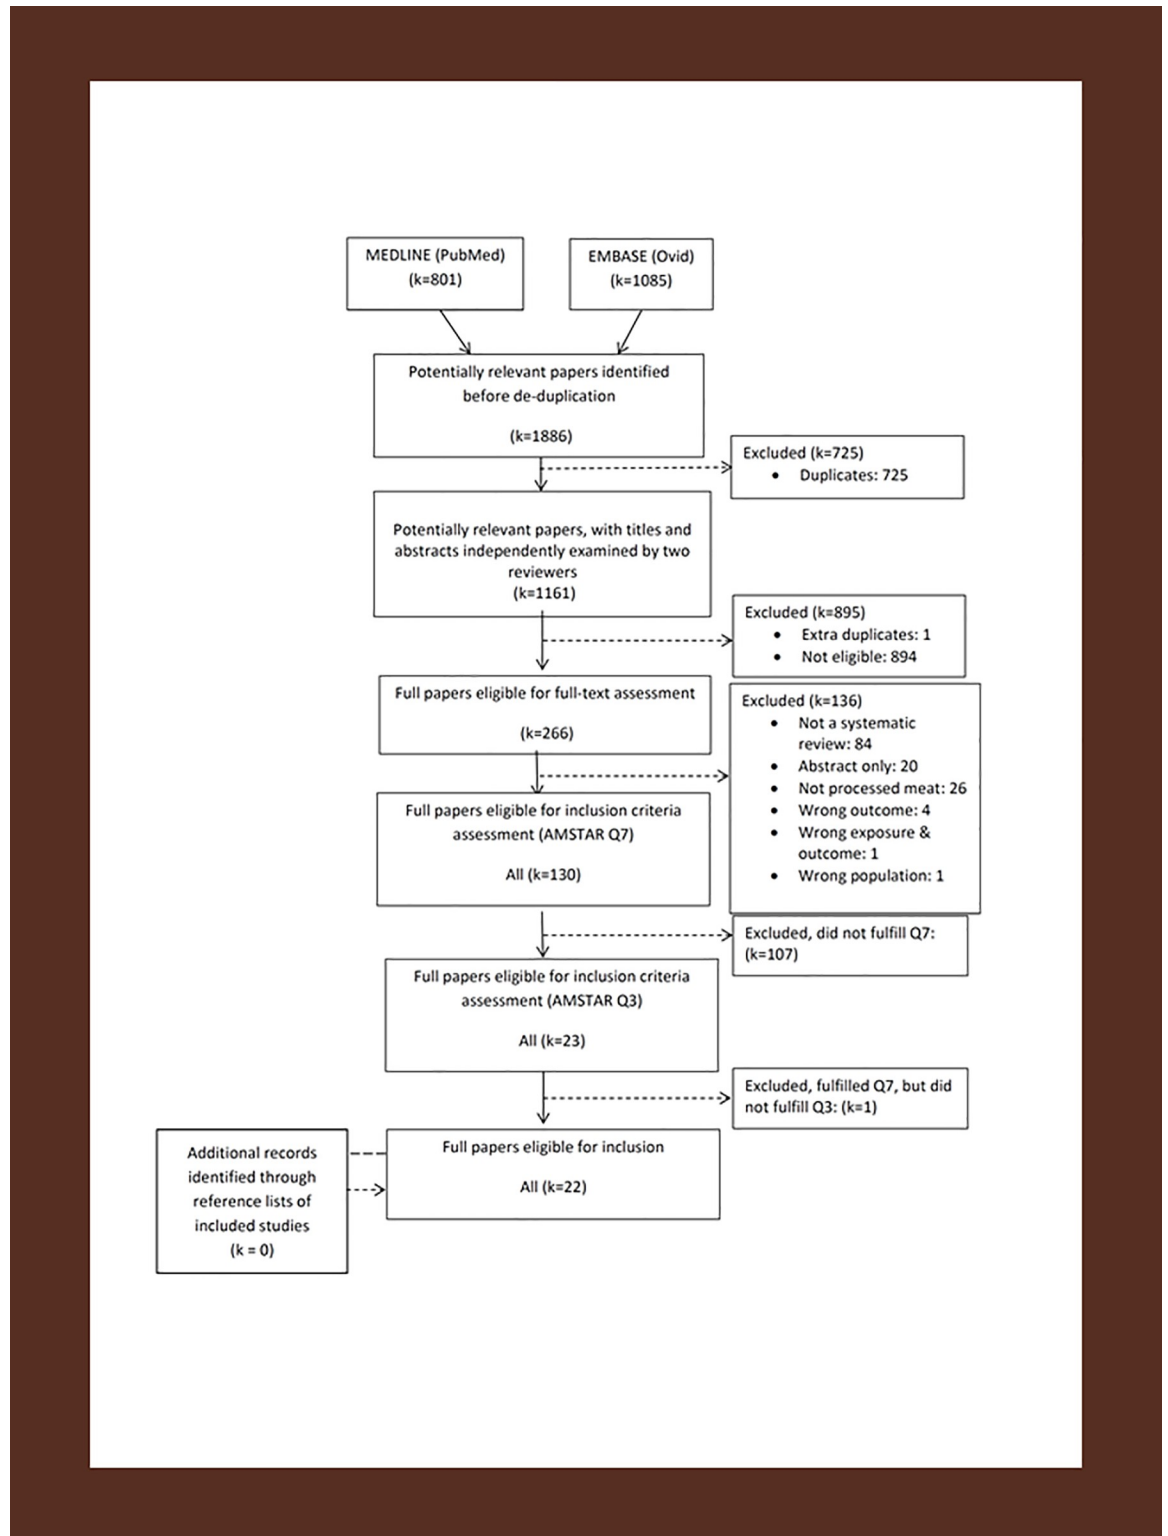 MEDLINE (PubMed)
(k=801)
EMBASE (Ovid)
(k=1085)
Potentially relevant papers identified
before de-duplication
(k=1886)
Excluded (k=725)
• Duplicates: 725
Potentially relevant papers, with titles and
abstracts independently examined by two
reviewers
(k=1161)
Excluded (k=895)
• Extra duplicates: 1
• Not eligible: 894
Full papers eligible for full-text assessment
(k=266)
Excluded (k=136)
• Not a systematic
review: 84
• Abstract only: 20
• Not processed meat: 26
• Wrong outcome: 4
• Wrong exposure &
outcome: 1
• Wrong population: 1
Full papers eligible for inclusion criteria
assessment (AMSTAR Q7)
All (k=130)
Excluded, did not fulfill Q7:
(k=107)
Full papers eligible for inclusion criteria
assessment (AMSTAR Q3)
All (k=23)
Excluded, fulfilled Q7, but did
not fulfill Q3: (k=1)
Additional records
identified through
reference lists of
included studies
(k = 0)
Full papers eligible for inclusion
All (k=22)